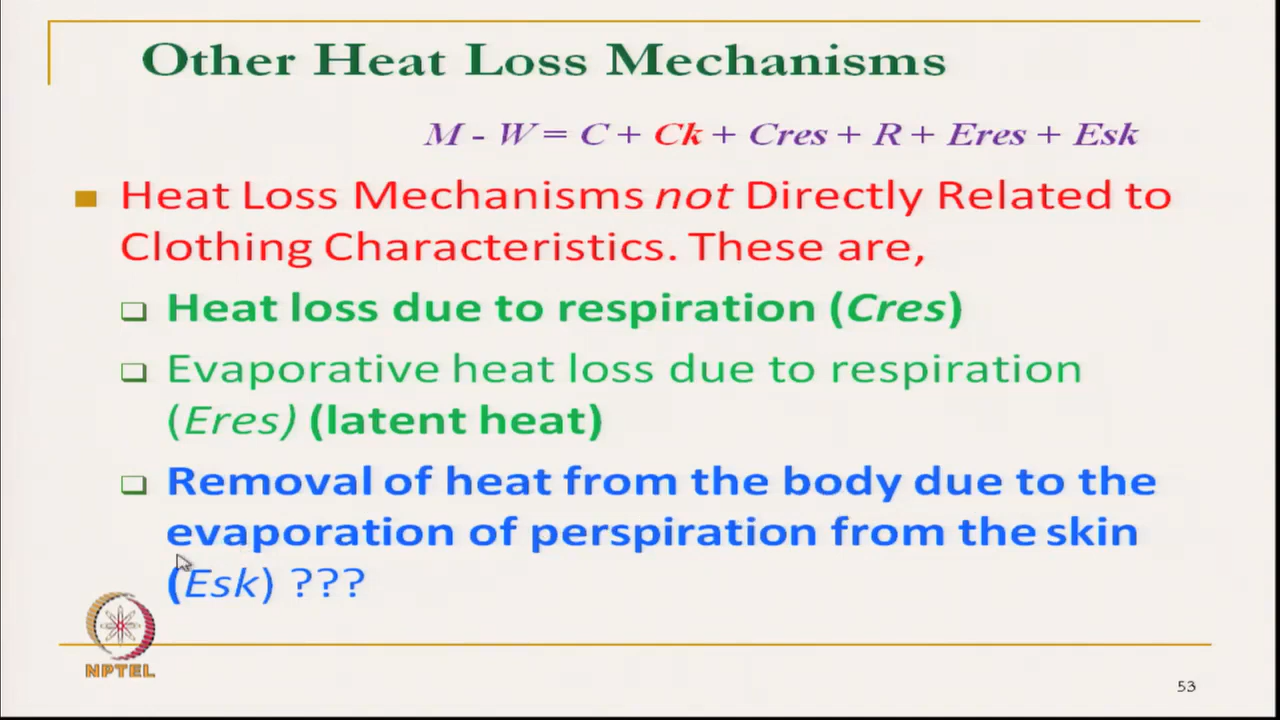 Other Heat Loss Mechanisms
M - W = C + Ck + Cres + R + Eres + Esk
Heat Loss Mechanisms not Directly Related to
Clothing Characteristics. These are,
Heat loss due to respiration (Cres)
Evaporative heat loss due to respiration
(Eres) (latent heat)
Removal of heat from the body due to the
evaporation of perspiration from the skin
(Esk) ???
NPTEL
53